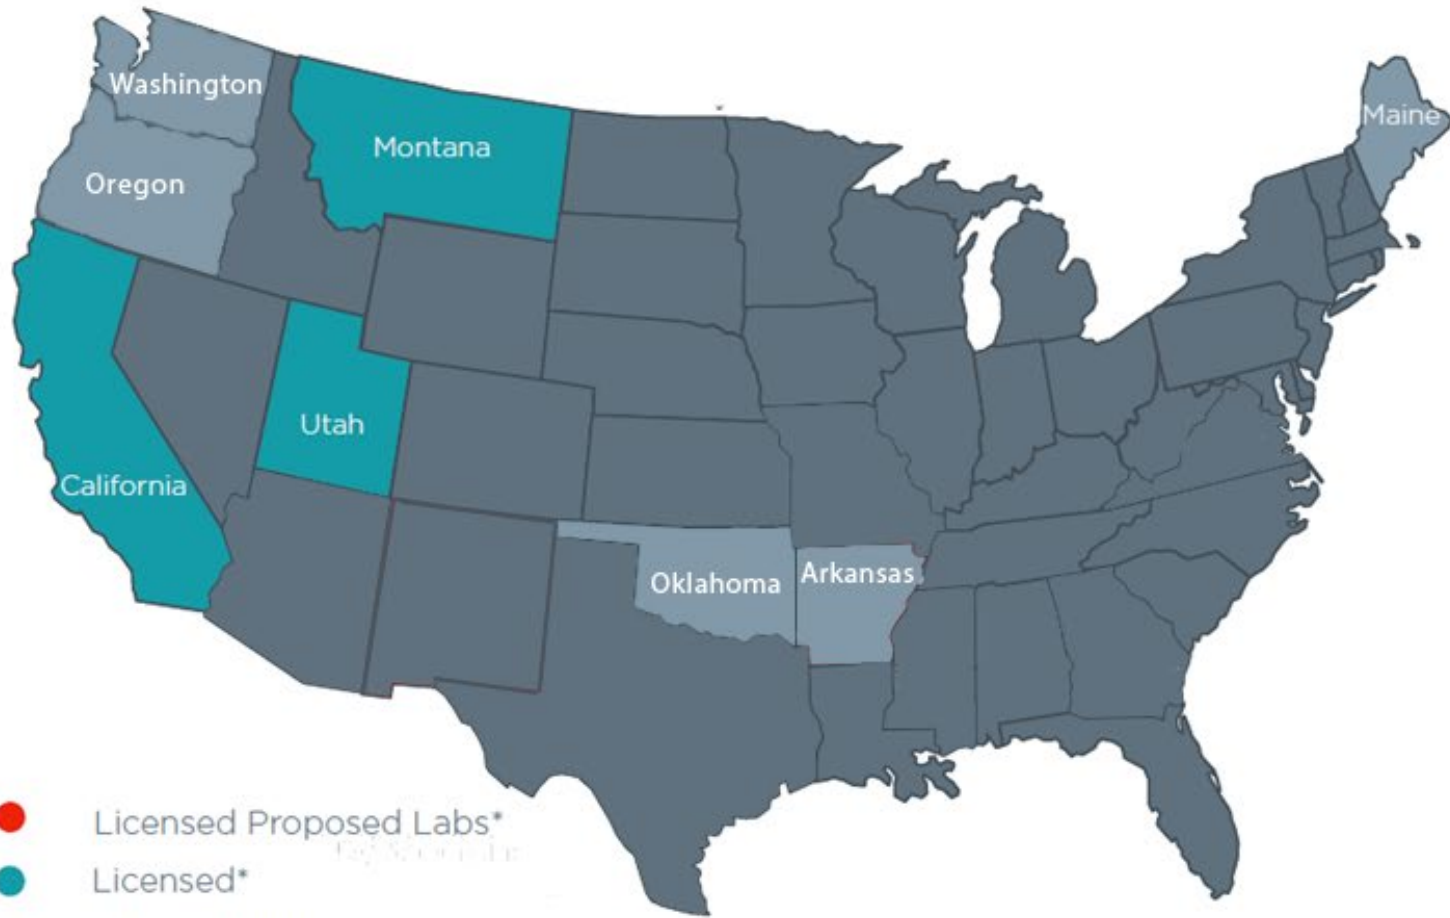 Washington
Maine
Montana
Oregon
Utah
California
Arkansas
Oklahoma
Licensed Proposed Labs*
Licensed*